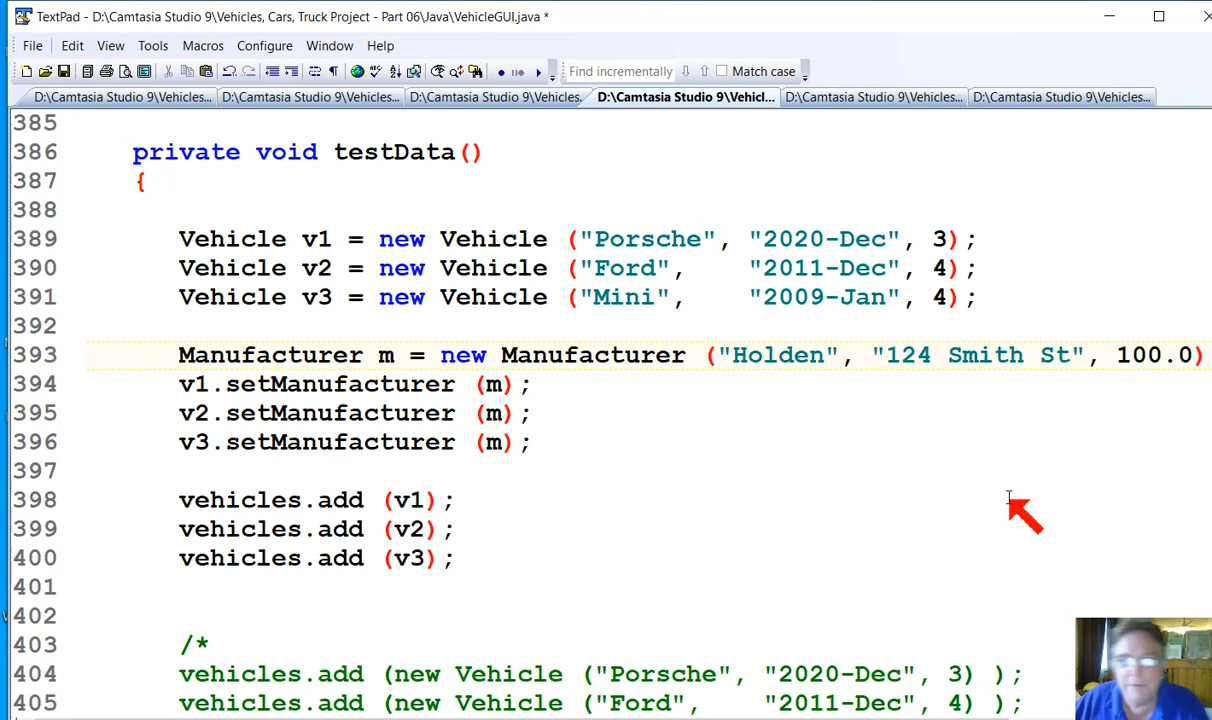 TextPad - D:\Camtasia Studio 9\Vehicles, Cars, Truck Project - Part 06\Java\VehicleGUI.java *
File Edit View Tools Macros Configure Window Help
Find incrementally Match case
D:\Camtasia Studio 9\Vehicles... D:\Camtasia Studio 9\Vehicles... D:\Camtasia Studio 9\Vehicles. D:\Camtasia Studio 9\Vehicl... D:\Camtasia Studio 9\Vehicles... D:\Camtasia Studio 9\Vehicles...
385
386 private void testData()
387 {
388
389 Vehicle v1 = new Vehicle ("Porsche", "2020-Dec", 3);
390 Vehicle v2 = new Vehicle ("Ford", "2011-Dec", 4);
391 Vehicle v3 = new Vehicle ("Mini", "2009-Jan", 4);
392
393 Manufacturer m = new Manufacturer ("Holden", "124 Smith St", 100.0)
394 v1.setManufacturer (m);
395 v2.setManufacturer (m);
396 v3.setManufacturer (m);
397
398 vehicles.add (v1);
399 vehicles.add (v2);
400 vehicles.add (v3);
401
402
403 /*
404 vehicles.add (new Vehicle ("Porsche", "2020-Dec", 3) );
405 vehicles.add (new Vehicle ("Ford", "2011-Dec", 4) );